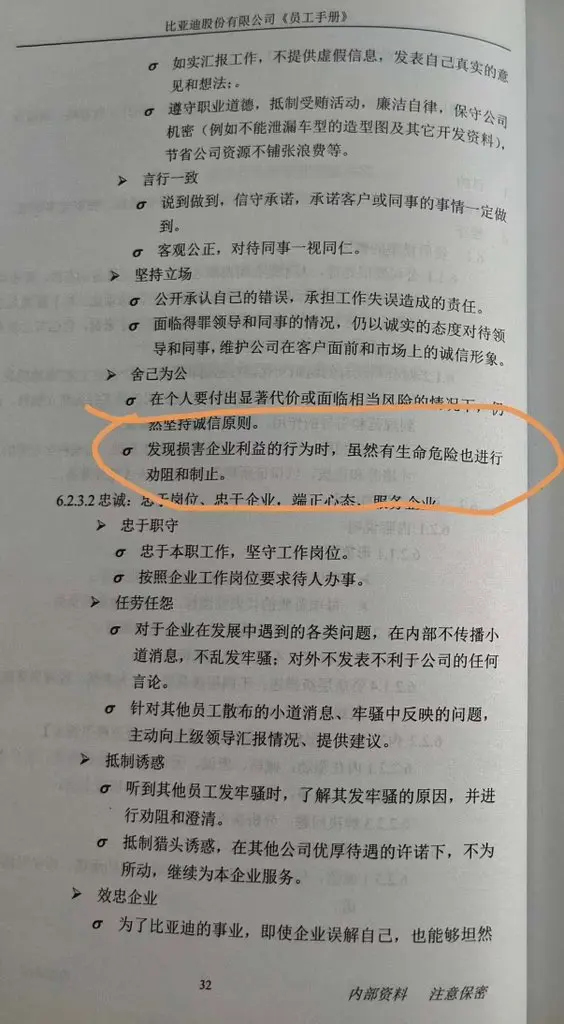 比亚迪股份有限公司《员工手册》
σ 如实汇报工作，不提供虚假信息，发表自己真实的意
见和想法；。
σ 遵守职业道德，抵制受贿活动，廉洁自律，保守公司
机密（例如不能泄漏车型的造型图及其它开发资料），
节省公司资源不铺张浪费等。
➢ 言行一致
σ 说到做到，信守承诺，承诺客户或同事的事情一定做
到。
σ 客观公正，对待同事一视同仁。
➢ 坚持立场
σ 公开承认自己的错误，承担工作失误造成的责任。
σ 面临得罪领导和同事的情况，仍以诚实的态度对待领
导和同事，维护公司在客户面前和市场上的诚信形象。
➢ 舍己为公
σ 在个人要付出显著代价或面临相当风险的情况下，仍
然坚持诚信原则。
σ 发现损害企业利益的行为时，虽然有生命危险也进行
劝阻和制止。
6.2.3.2 忠诚：忠于岗位、忠于企业，端正心态、服务企业
➢ 忠于职守
σ 忠于本职工作，坚守工作岗位。
σ 按照企业工作岗位要求待人办事。
➢ 任劳任怨
σ 对于企业在发展中遇到的各类问题，在内部不传播小
道消息，不乱发牢骚；对外不发表不利于公司的任何
言论。
σ 针对其他员工散布的小道消息、牢骚中反映的问题，
主动向上级领导汇报情况、提供建议。
➢ 抵制诱惑
σ 听到其他员工发牢骚时，了解其发牢骚的原因，并进
行劝阻和澄清。
σ 抵制猎头诱惑，在其他公司优厚待遇的许诺下，不为
所动，继续为本企业服务。
➢ 效忠企业
σ 为了比亚迪的事业，即使企业误解自己，也能够坦然
32
内部资料 注意保密